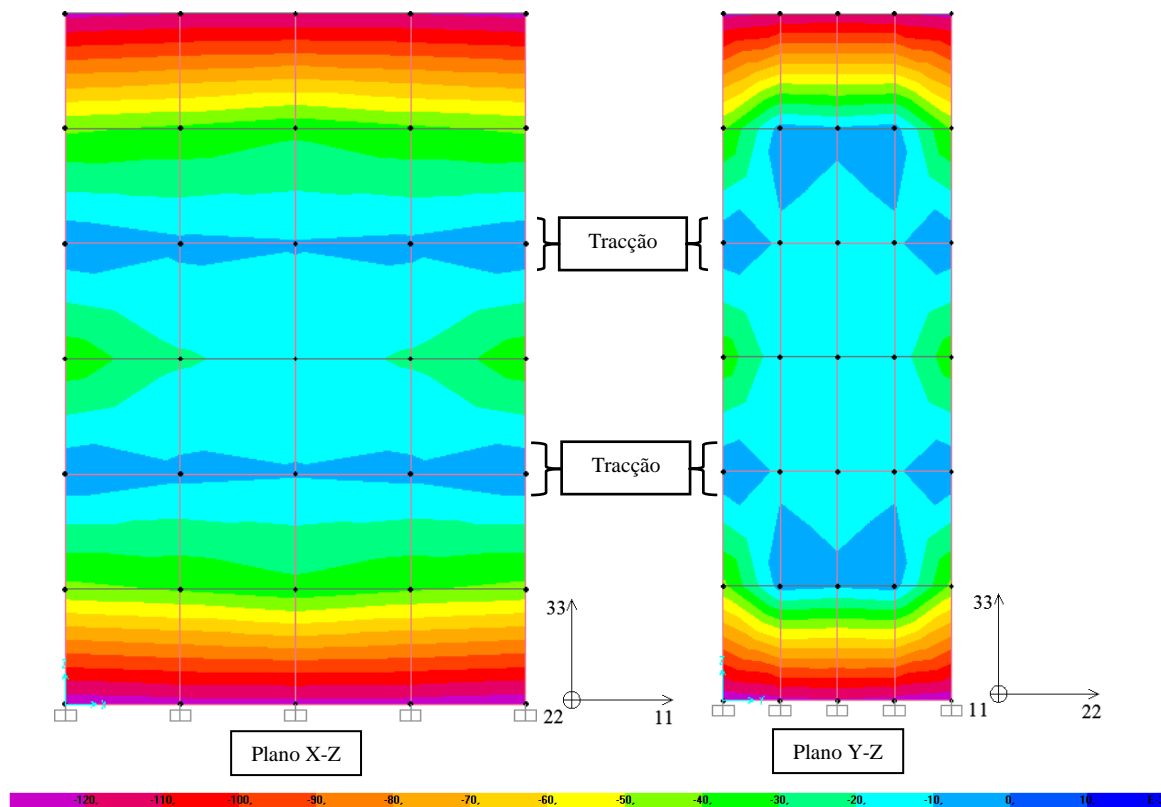 Tracção
Tracção
33
22
11
33
11
22
Plano X-Z
Plano Y-Z
-120, -110, -100, -90, -80, -70, -60, -50, -40, -30, -20, -10, 0, 10,